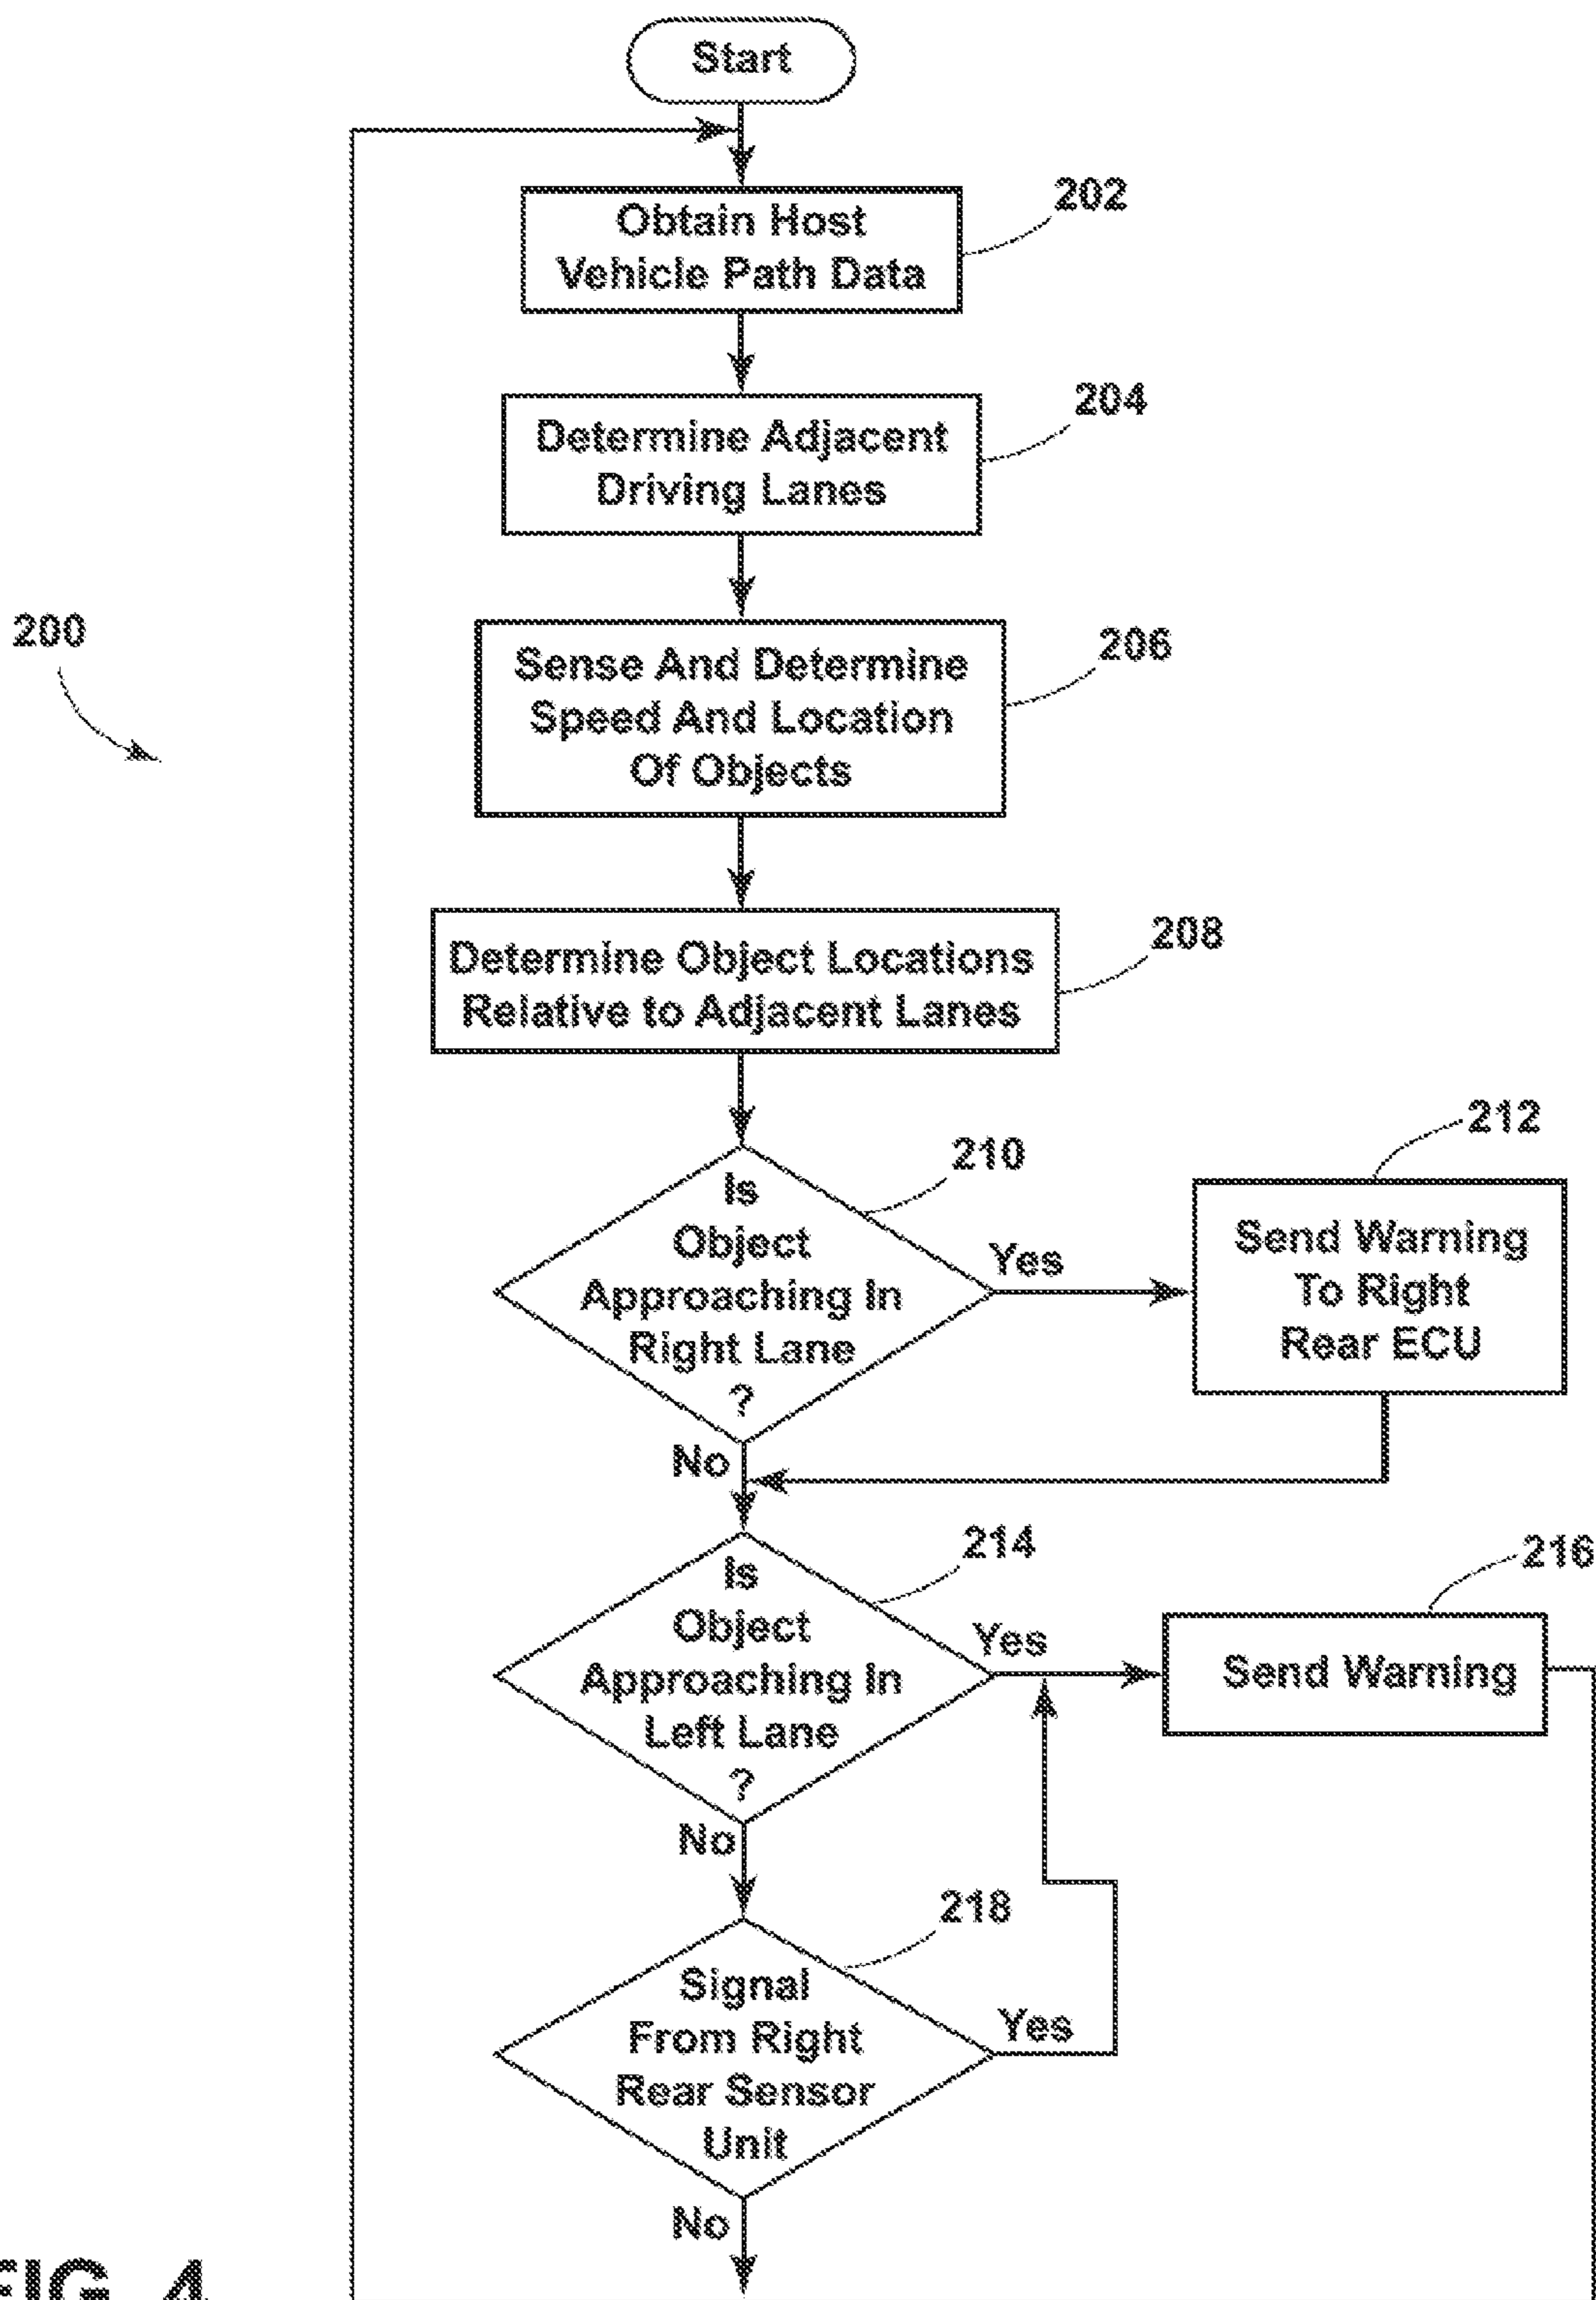 Start
Obtain Host
Vehicle Path Data
202
Determine Adjacent
Driving Lanes
204
200
Sense And Determine
Speed And Location
Of Objects
206
Determine Object Locations
Relative to Adjacent Lanes
208
Is
Object
Approaching In
Right Lane
?
210
Yes
212
Send Warning
To Right
Rear ECU
No
Is
Object
Approaching In
Left Lane
?
214
Yes
216
Send Warning
No
Signal
From Right
Rear Sensor
Unit
218
Yes
No
FIG. 4